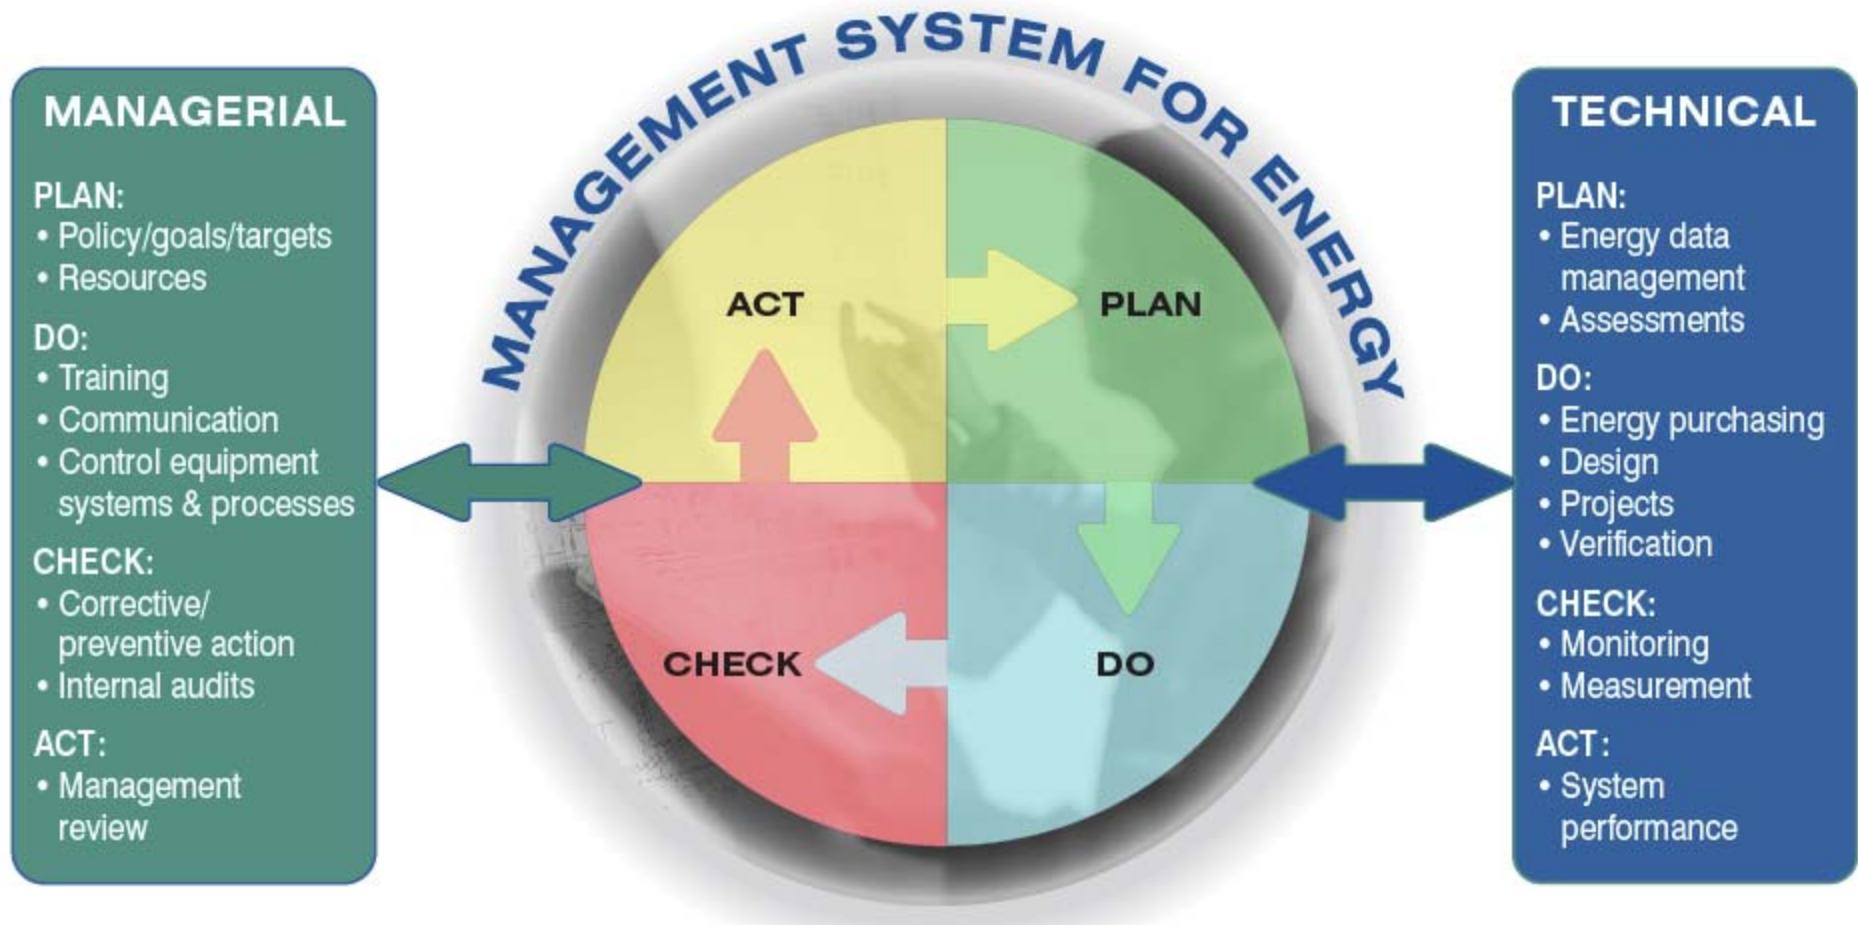 MANAGEMENT SYSTEM FOR ENERGY
MANAGERIAL
PLAN:
• Policy/goals/targets
• Resources
DO:
• Training
• Communication
• Control equipment
systems & processes
CHECK:
• Corrective/
preventive action
• Internal audits
ACT:
• Management
review
ACT
PLAN
CHECK
DO
TECHNICAL
PLAN:
• Energy data
management
• Assessments
DO:
• Energy purchasing
• Design
• Projects
• Verification
CHECK:
• Monitoring
• Measurement
ACT:
• System
performance